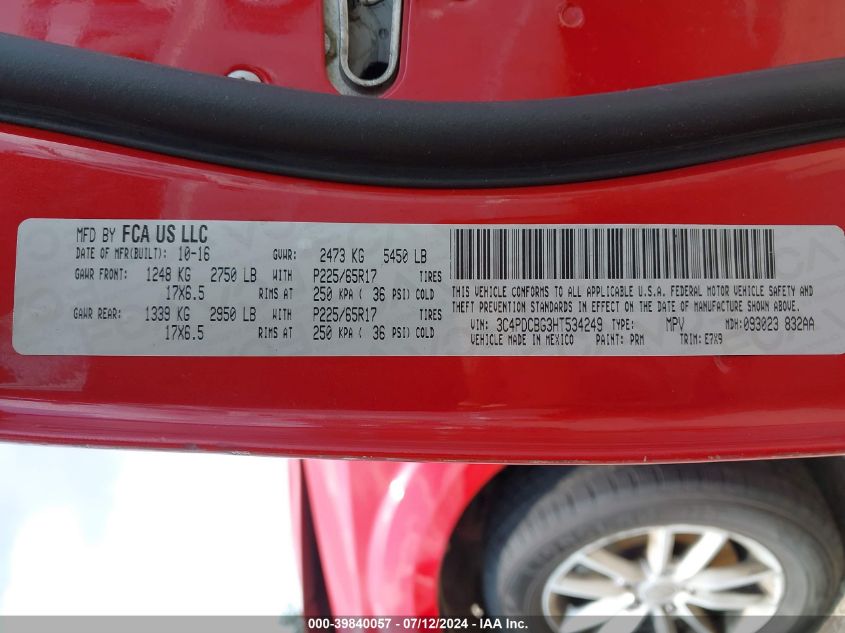 MFD BY FCA US LLC
DATE OF MFR(BUILT): 10-16 GVWR: 2473 KG 5450 LB
GAWR FRONT: 1248 KG 2750 LB WITH P225/65R17 TIRES
17X6.5 RIMS AT 250 KPA ( 36 PSI) COLD
GAWR REAR: 1339 KG 2950 LB WITH P225/65R17 TIRES
17X6.5 RIMS AT 250 KPA ( 36 PSI) COLD
THIS VEHICLE CONFORMS TO ALL APPLICABLE U.S.A. FEDERAL MOTOR VEHICLE SAFETY AND
THEFT PREVENTION STANDARDS IN EFFECT ON THE DATE OF MANUFACTURE SHOWN ABOVE.
VIN: 3C4PDCBG3HT534249 TYPE: MPV MDH: 093023 832AA
VEHICLE MADE IN MEXICO PAINT: PRM TRIM: E7X9
000-39840057 - 07/12/2024 - IAA Inc.